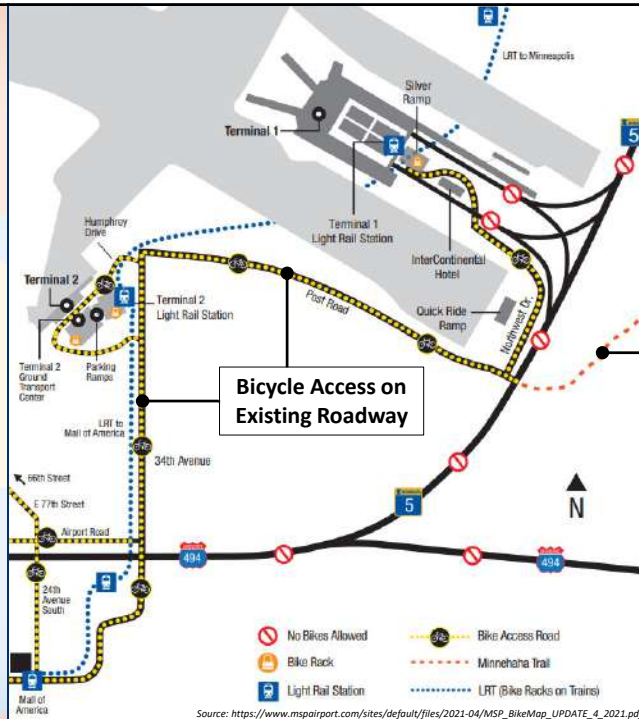 LRT to Minneapolis
Silver
Ramp
5
Terminal 1
Terminal 1
Light Rail Station
InterContinental
Hotel
Humphrey
Drive
Terminal 2
Terminal 2
Light Rail Station
Post Road
Quick Ride
Ramp
Northwest Dr.
Terminal 2
Ground
Transport
Center
Parking
Ramps
Bicycle Access on
Existing Roadway
LRT to
Mall of America
34th Avenue
66th Street
E 77th Street
Airport Road
5
N
494
494
24th
Avenue
South
Mall of
America
No Bikes Allowed
Bike Access Road
Bike Rack
Minnehaha Trail
Light Rail Station
LRT (Bike Racks on Trains)
Source: https://www.mspairport.com/sites/default/files/2021-04/MSP_BikeMap_UPDATE_4_2021.pd